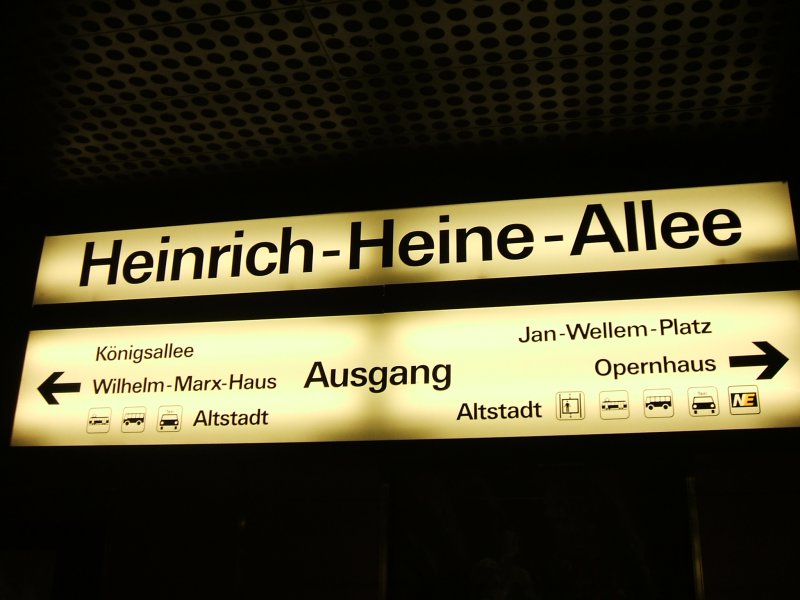 Heinrich-Heine-Allee
Königsallee
Wilhelm-Marx-Haus
Altstadt
Ausgang
Jan-Wellem-Platz
Opernhaus
Altstadt
NE